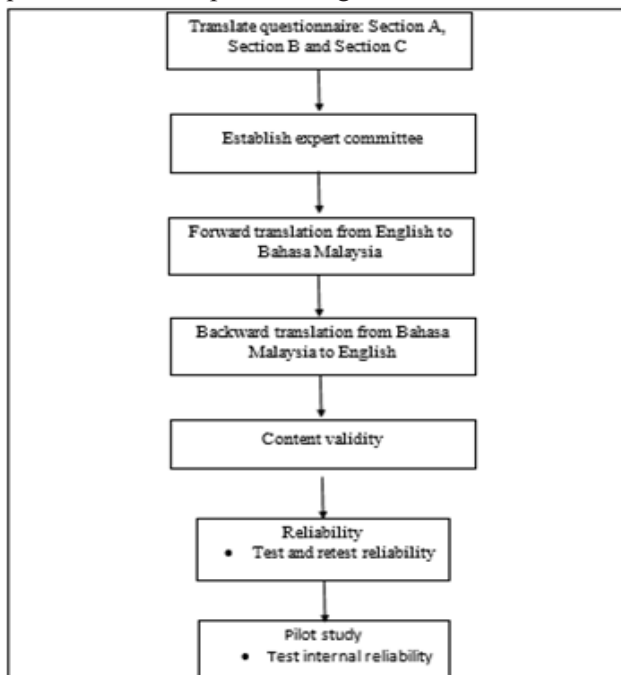 Translate questionnaire: Section A,
Section B and Section C
Establish expert committee
Forward translation from English to
Bahasa Malaysia
Backward translation from Bahasa
Malaysia to English
Content validity
Reliability
• Test and retest reliability
Pilot study
• Test internal reliability